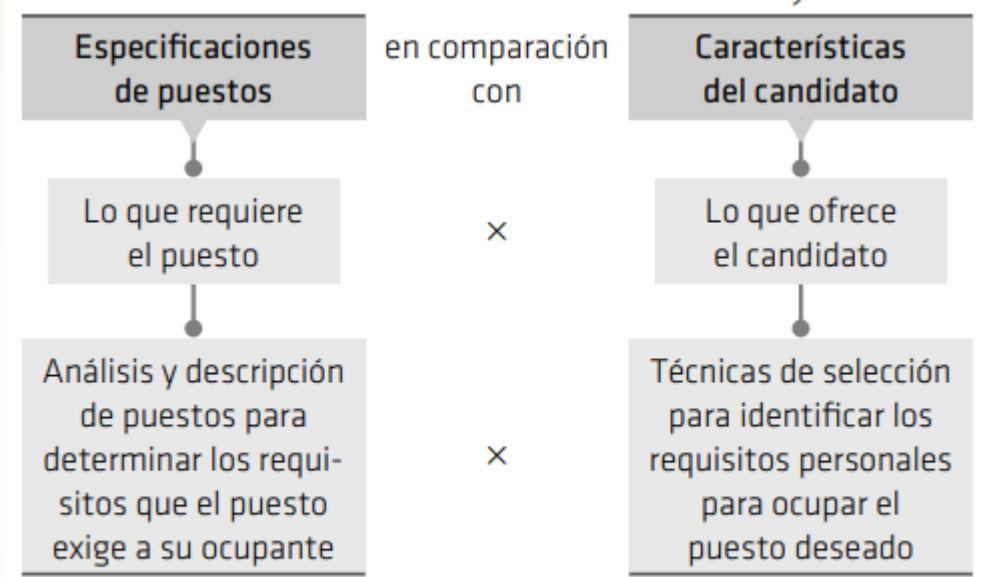 Especificaciones
de puestos
en comparación
con
Características
del candidato
Lo que requiere
el puesto
×
Lo que ofrece
el candidato
Análisis y descripción
de puestos para
determinar los requi-
sitos que el puesto
exige a su ocupante
×
Técnicas de selección
para identificar los
requisitos personales
para ocupar el
puesto deseado